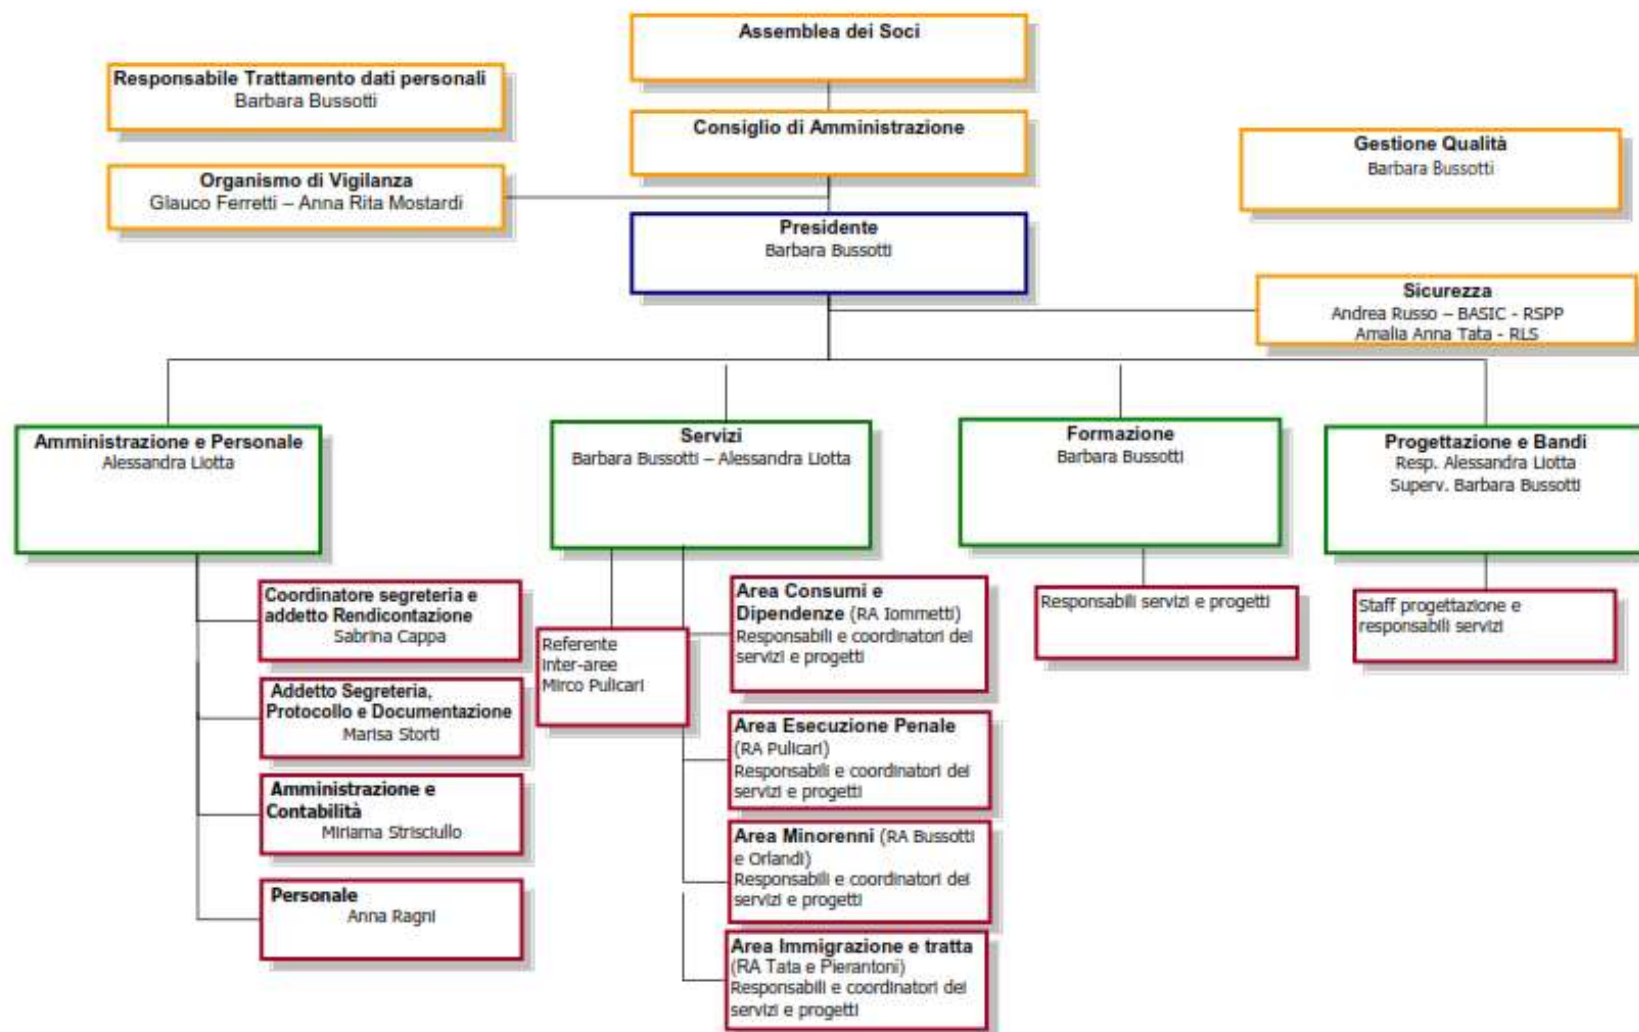 Assemblea dei Soci
Responsabile Trattamento dati personali
Barbara Bussotti
Consiglio di Amministrazione
Gestione Qualità
Barbara Bussotti
Organismo di Vigilanza
Glauco Ferretti – Anna Rita Mostardi
Presidente
Barbara Bussotti
Sicurezza
Andrea Russo – BASIC - RSPP
Amalia Anna Tata - RLS
Amministrazione e Personale
Alessandra Liotta
Servizi
Barbara Bussotti – Alessandra Liotta
Formazione
Barbara Bussotti
Progettazione e Bandi
Resp. Alessandra Liotta
Superv. Barbara Bussotti
Coordinatore segreteria e
addetto Rendicontazione
Sabrina Cappa
Addetto Segreteria,
Protocollo e Documentazione
Marisa Storti
Amministrazione e
Contabilità
Miriama Strisciullo
Personale
Anna Ragni
Referente
inter-aree
Mirco Pulicari
Area Consumi e
Dipendenze (RA Iommetti)
Responsabili e coordinatori dei
servizi e progetti
Area Esecuzione Penale
(RA Pulicari)
Responsabili e coordinatori dei
servizi e progetti
Area Minorenni (RA Bussotti
e Orlandi)
Responsabili e coordinatori dei
servizi e progetti
Area Immigrazione e tratta
(RA Tata e Pierantoni)
Responsabili e coordinatori dei
servizi e progetti
Responsabili servizi e progetti
Staff progettazione e
responsabili servizi